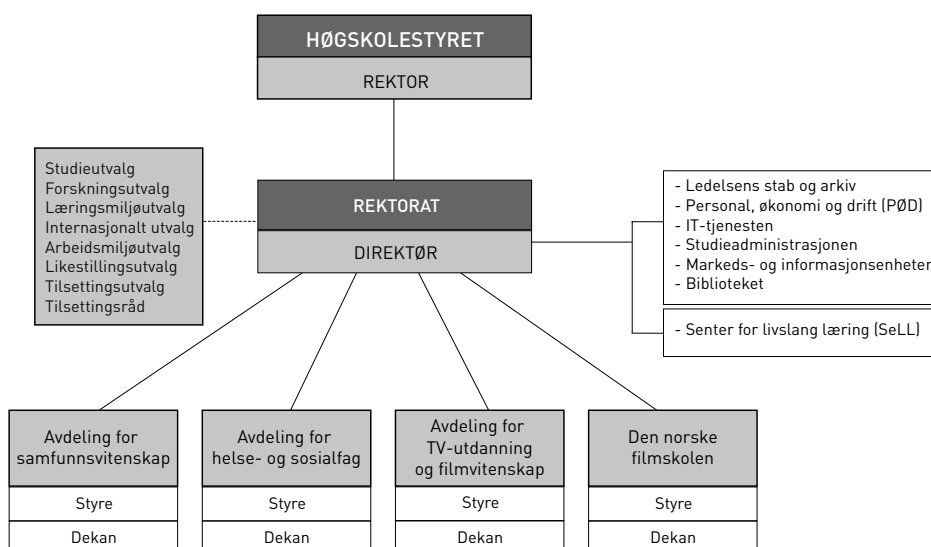 HØGSKOLESTYRET
REKTOR
Studieutvalg
Forskningsutvalg
Læringsmiljøutvalg
Internasjonalt utvalg
Arbeidsmiljøutvalg
Likestillingsutvalg
Tilsettingsutvalg
Tilsettingsråd
REKTORAT
DIREKTØR
- Ledelsens stab og arkiv
- Personal, økonomi og drift (PØD)
- IT-tjenesten
- Studieadministrasjonen
- Markeds- og informasjonsenheten
- Biblioteket
- Senter for livslang læring (SeLL)
Avdeling for
samfunnsvitenskap
Styre
Dekan
Avdeling for
helse- og sosialfag
Styre
Dekan
Avdeling for
TV-utdanning
og filmvitenskap
Styre
Dekan
Den norske
filmskolen
Styre
Dekan